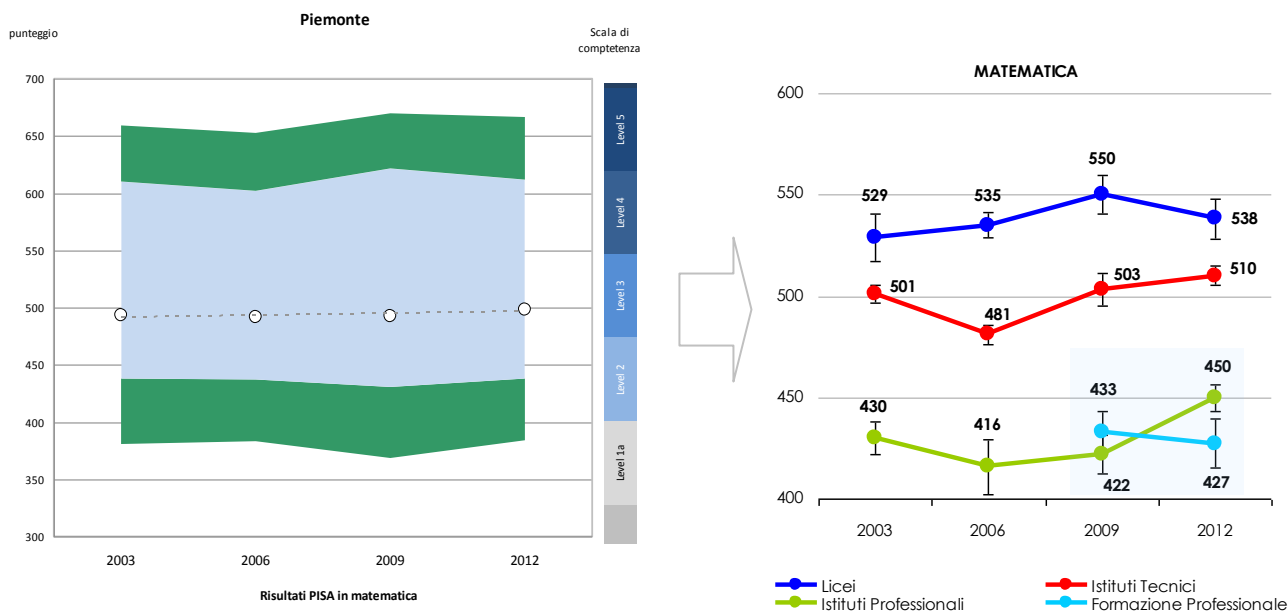 Piemonte
punteggio
Scala di
comptetenza
700
650
600
550
500
450
400
350
300
Level 5
Level 4
Level 3
Level 2
Level 1a
2003
2006
2009
2012
Risultati PISA in matematica
MATEMATICA
600
550
500
450
400
529
535
550
538
501
481
503
510
430
416
433
422
450
427
2003
2006
2009
2012
Licei
Istituti Tecnici
Istituti Professionali
Formazione Professionale